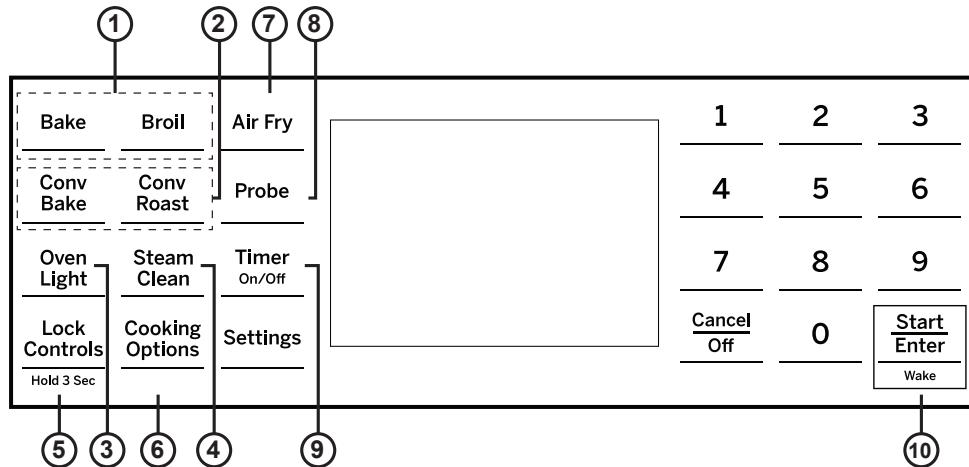 1 2 7 8
Bake Broil Air Fry 1 2 3
Conv Conv
Bake Roast Probe 4 5 6
Oven Steam Timer
Light Clean On/Off 7 8 9
Lock Cooking
Controls Options Settings
Hold 3 Sec
Cancel
Off
0
Start
Enter
Wake
5 3 6 4 9 10